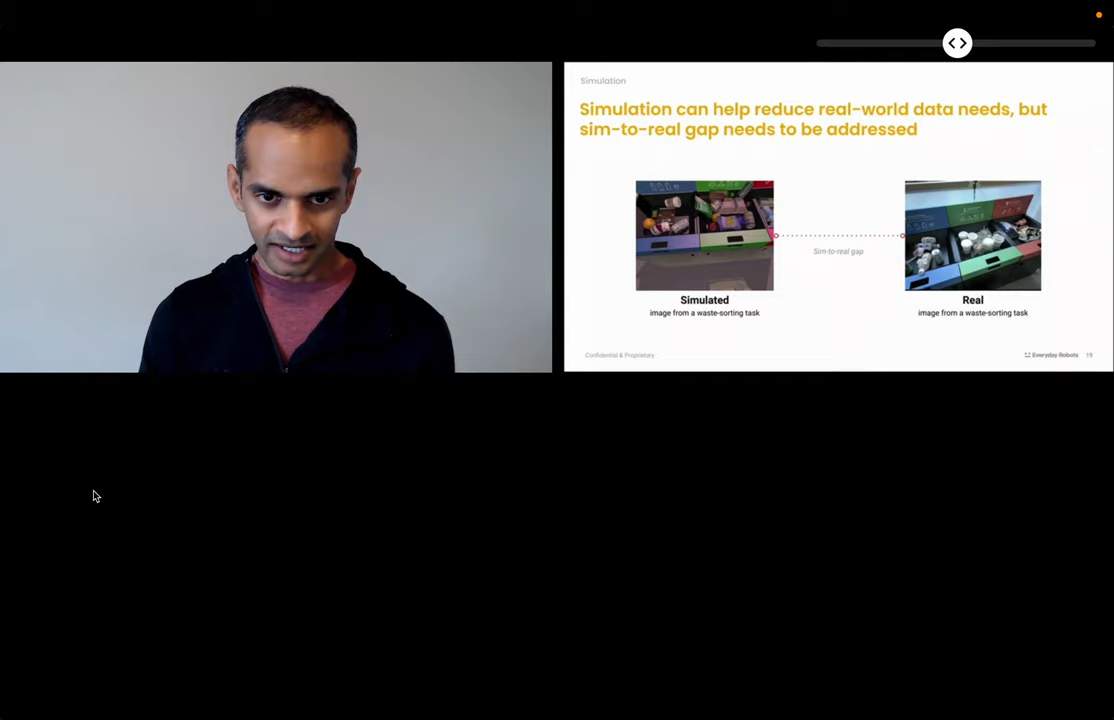 Simulation
Simulation can help reduce real-world data needs, but
sim-to-real gap needs to be addressed
Sim-to-real gap
Simulated
image from a waste-sorting task
Real
image from a waste-sorting task
Confidential & Proprietary
Everyday Robots 19